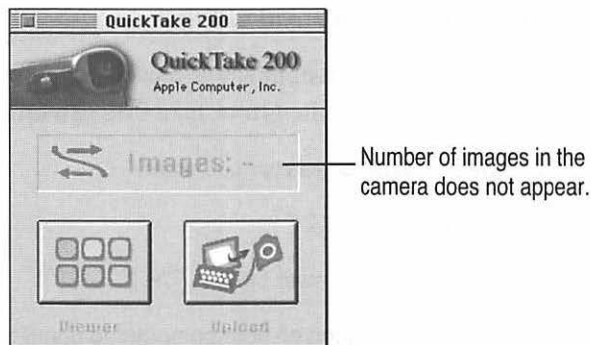 QuickTake 200
QuickTake 200
Apple Computer, Inc.
Images: --
Number of images in the
camera does not appear.
Viewer
Upload